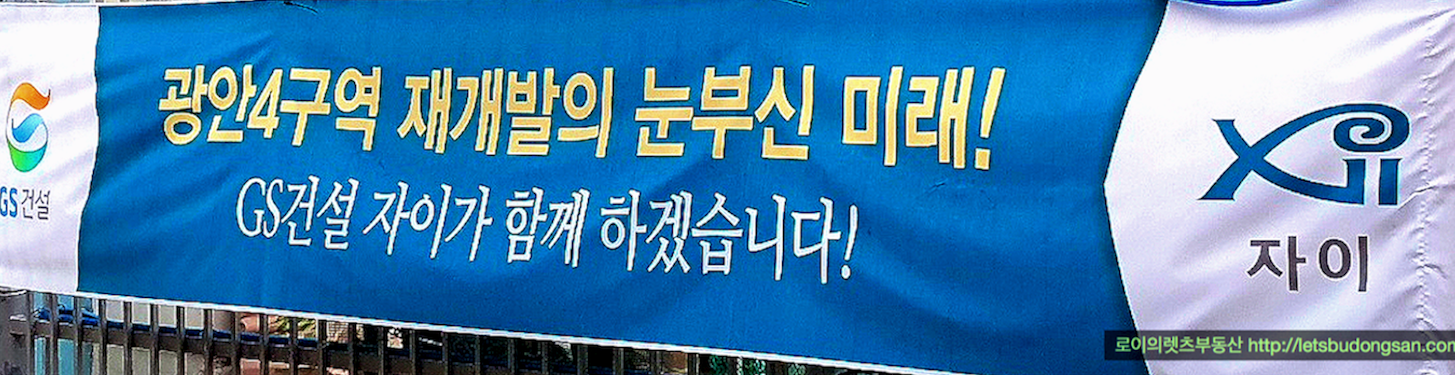 광안4구역 재개발의 눈부신 미래!
GS건설 자이가 함께 하겠습니다!
GS건설
Xi
자이
로이의렛츠부동산 http://letsbudongsan.com